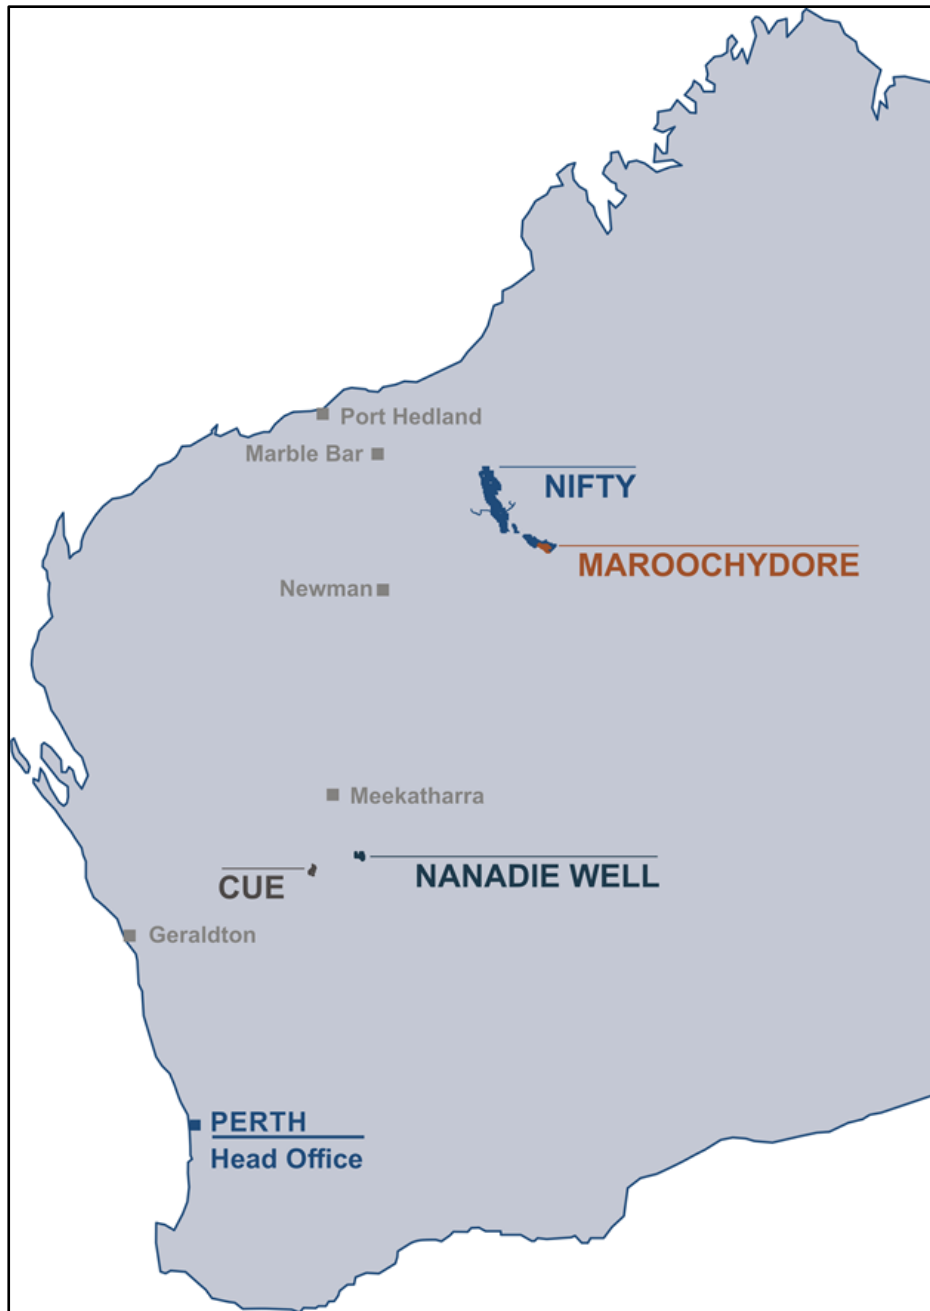 Port Hedland
Marble Bar
NIFTY
MAROOCHYDORE
Newman
Meekatharra
CUE
NANADIE WELL
Geraldton
PERTH
Head Office